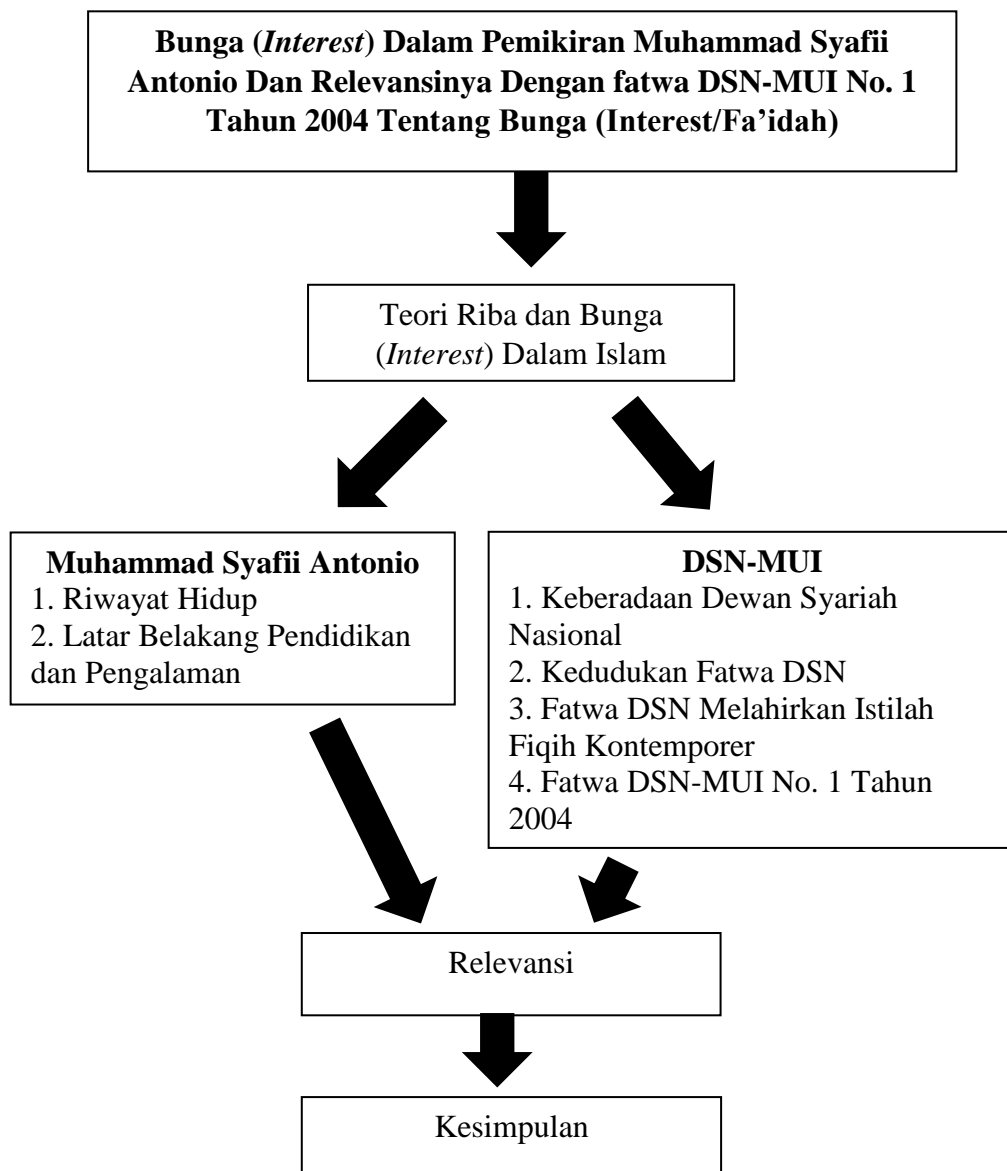 Bunga (Interest) Dalam Pemikiran Muhammad Syafii
Antonio Dan Relevansinya Dengan fatwa DSN-MUI No. 1
Tahun 2004 Tentang Bunga (Interest/Fa’idah)
Teori Riba dan Bunga
(Interest) Dalam Islam
Muhammad Syafii Antonio
1. Riwayat Hidup
2. Latar Belakang Pendidikan
dan Pengalaman
DSN-MUI
1. Keberadaan Dewan Syariah
Nasional
2. Kedudukan Fatwa DSN
3. Fatwa DSN Melahirkan Istilah
Fiqih Kontemporer
4. Fatwa DSN-MUI No. 1 Tahun
2004
Relevansi
Kesimpulan